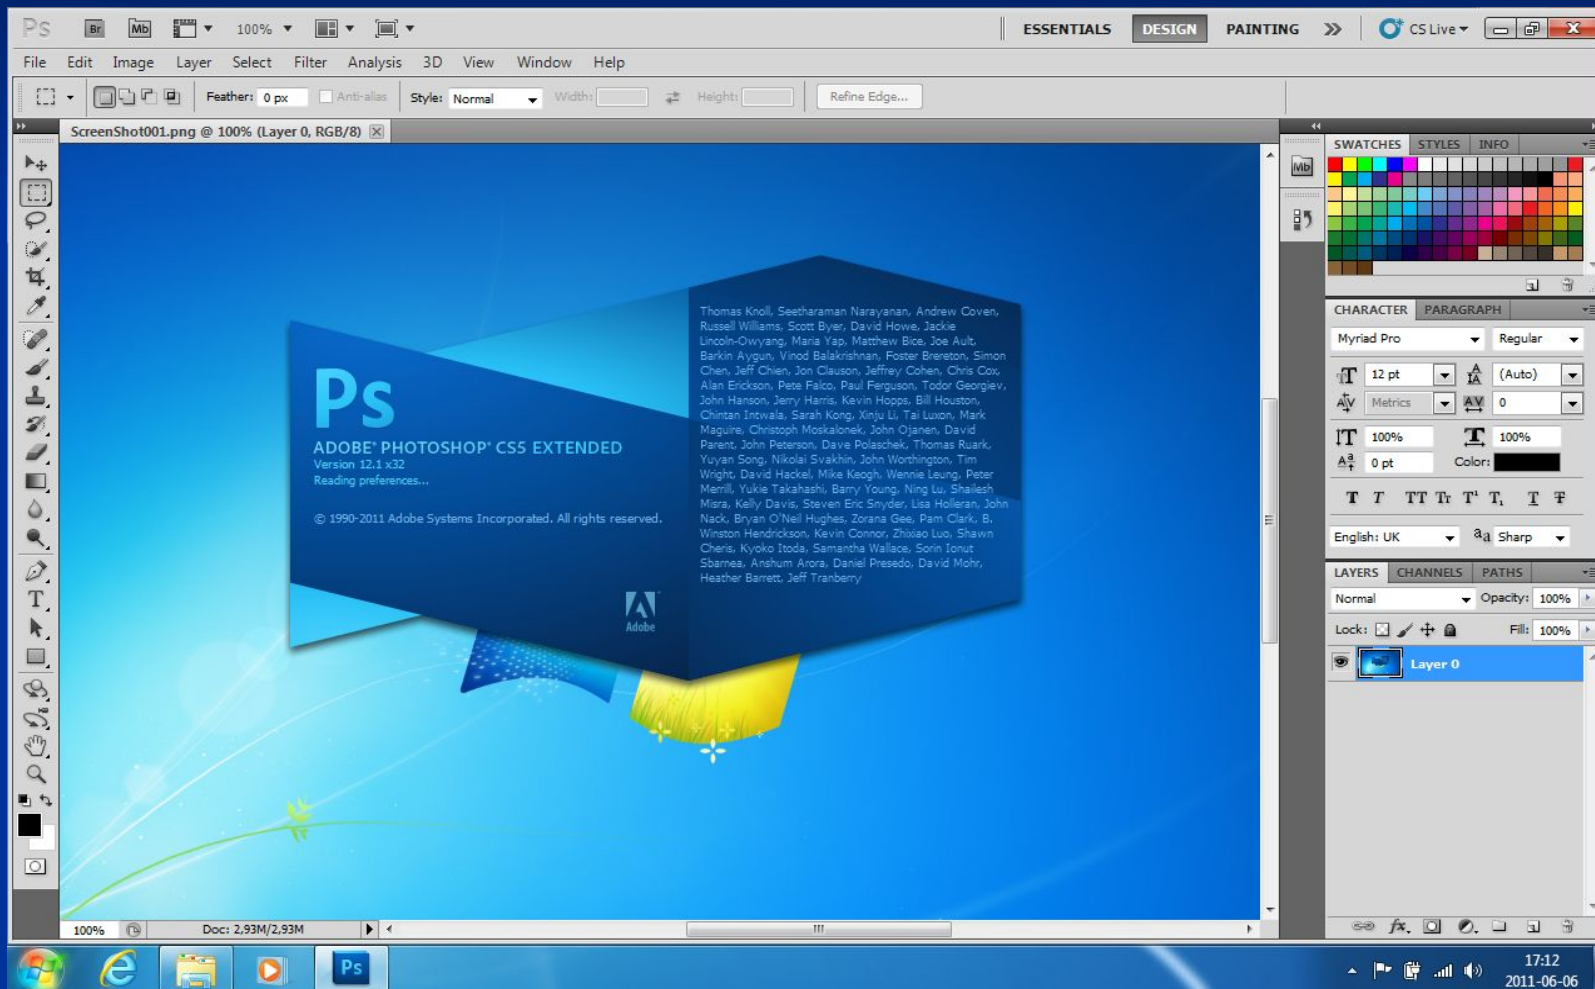 Ps Br Mb 100% ESSENTIALS DESIGN PAINTING CS Live
File Edit Image Layer Select Filter Analysis 3D View Window Help
Feather: 0 px Anti-alias Style: Normal Width: Height: Refine Edge...
ScreenShot001.png @ 100% (Layer 0, RGB/8)
Ps
ADOBE® PHOTOSHOP® CS5 EXTENDED
Version 12.1 x32
Reading preferences...
© 1990-2011 Adobe Systems Incorporated. All rights reserved.
Adobe
Thomas Knoll, Seetharaman Narayanan, Andrew Coven,
Russell Williams, Scott Byer, David Howe, Jackie
Lincoln-Owyang, Maria Yap, Matthew Bice, Joe Ault,
Barkin Aygun, Vinod Balakrishnan, Foster Brereton, Simon
Chen, Jeff Chien, Jon Clauson, Jeffrey Cohen, Chris Cox,
Alan Erickson, Pete Falco, Paul Ferguson, Todor Georgiev,
John Hanson, Jerry Harris, Kevin Hopps, Bill Houston,
Chintan Intwala, Sarah Kong, Xinju Li, Tai Luxon, Mark
Maguire, Christoph Moskalonek, John Ojanen, David
Parent, John Peterson, Dave Polaschek, Thomas Ruark,
Yuyan Song, Nikolai Svakhin, John Worthington, Tim
Wright, David Hackel, Mike Keogh, Wennie Leung, Peter
Merrill, Yukie Takahashi, Barry Young, Ning Lu, Shailesh
Misra, Kelly Davis, Steven Eric Snyder, Lisa Holleran, John
Nack, Bryan O'Neil Hughes, Zorana Gee, Pam Clark, B.
Winston Hendrickson, Kevin Connor, Zhixiao Luo, Shawn
Cheris, Kyoko Itoda, Samantha Wallace, Sorin Ionut
Sbarnea, Anshum Arora, Daniel Presedo, David Mohr,
Heather Barrett, Jeff Tranberry
Mb
SWATCHES STYLES INFO
CHARACTER PARAGRAPH
Myriad Pro Regular
12 pt (Auto)
Metrics 0
100% 100%
0 pt Color:
T T TT Tr T¹ T₁ T T
English: UK aa Sharp
LAYERS CHANNELS PATHS
Normal Opacity: 100%
Lock: Fill: 100%
Layer 0
fx.
100% Doc: 2,93M/2,93M
Ps
17:12
2011-06-06